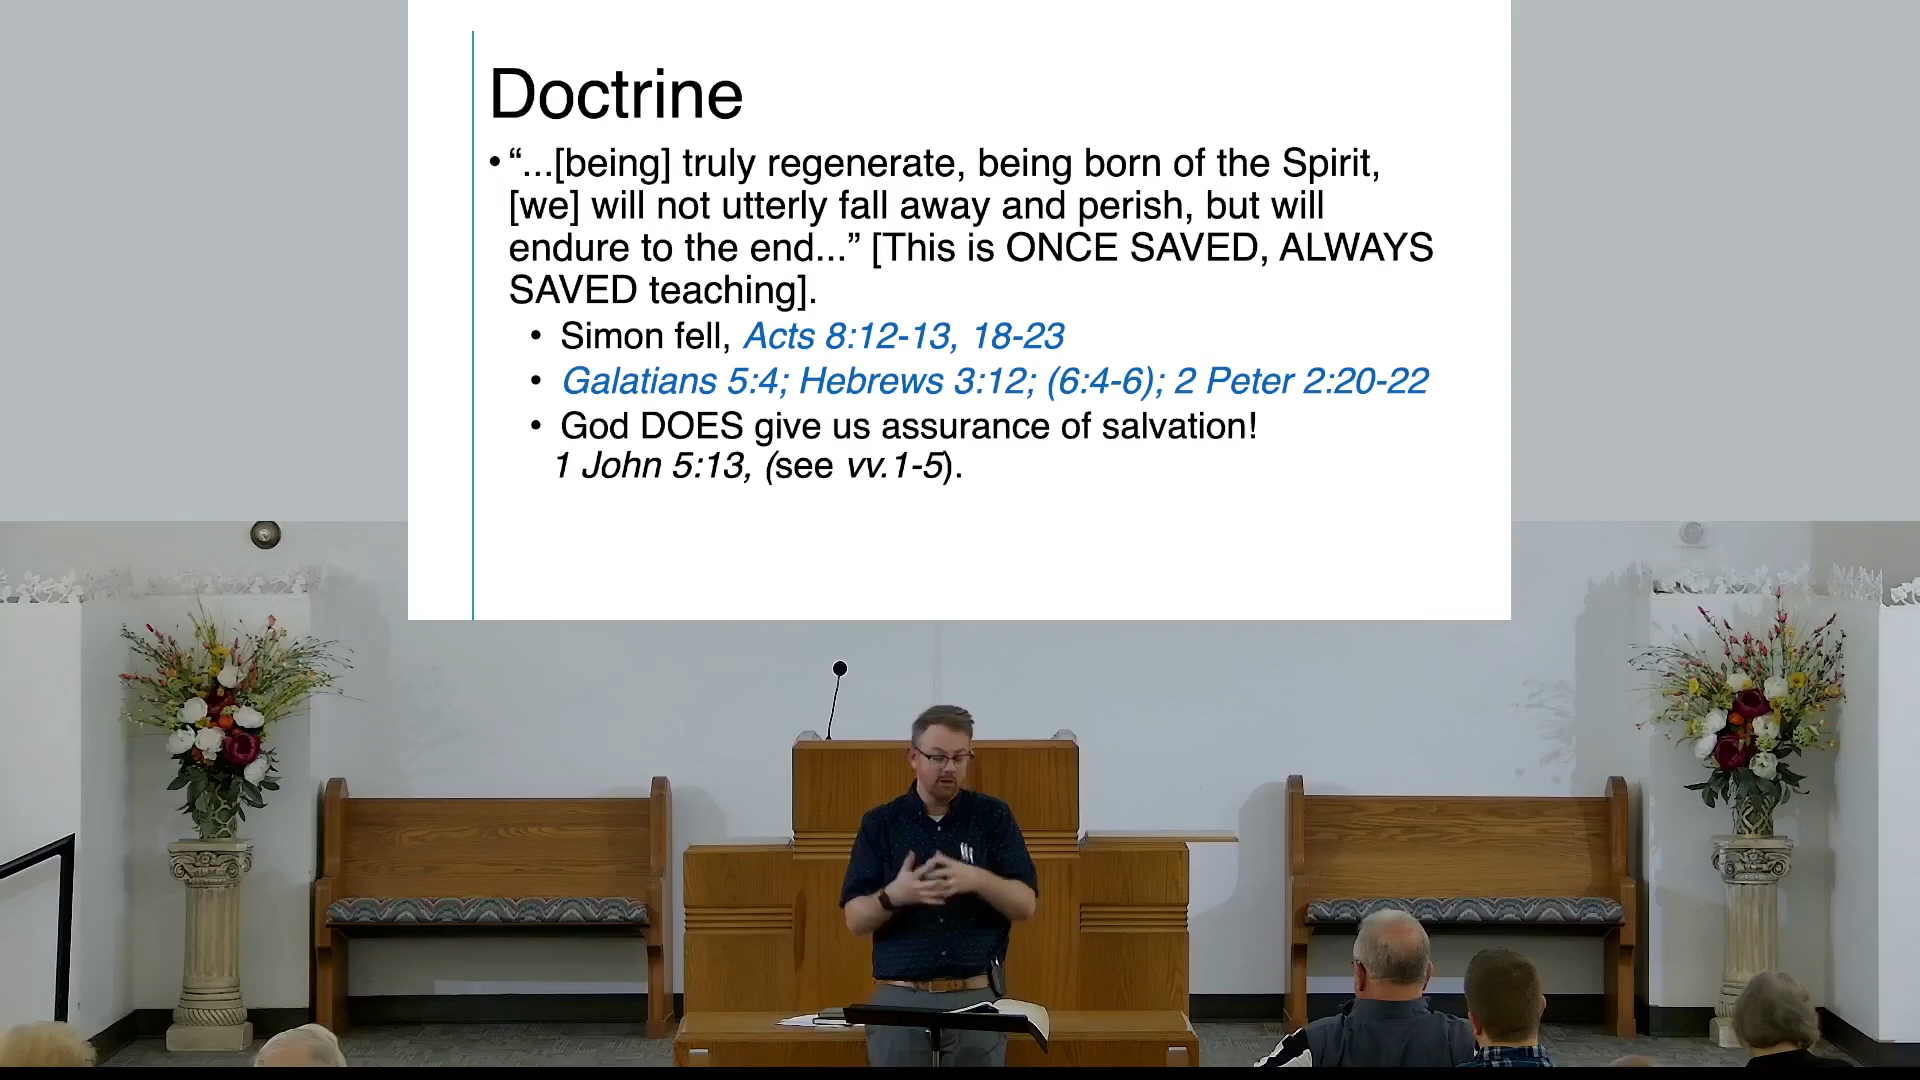 Doctrine
• “...[being] truly regenerate, being born of the Spirit,
[we] will not utterly fall away and perish, but will
endure to the end...” [This is ONCE SAVED, ALWAYS
SAVED teaching].
• Simon fell, Acts 8:12-13, 18-23
• Galatians 5:4; Hebrews 3:12; (6:4-6); 2 Peter 2:20-22
• God DOES give us assurance of salvation!
1 John 5:13, (see vv.1-5).